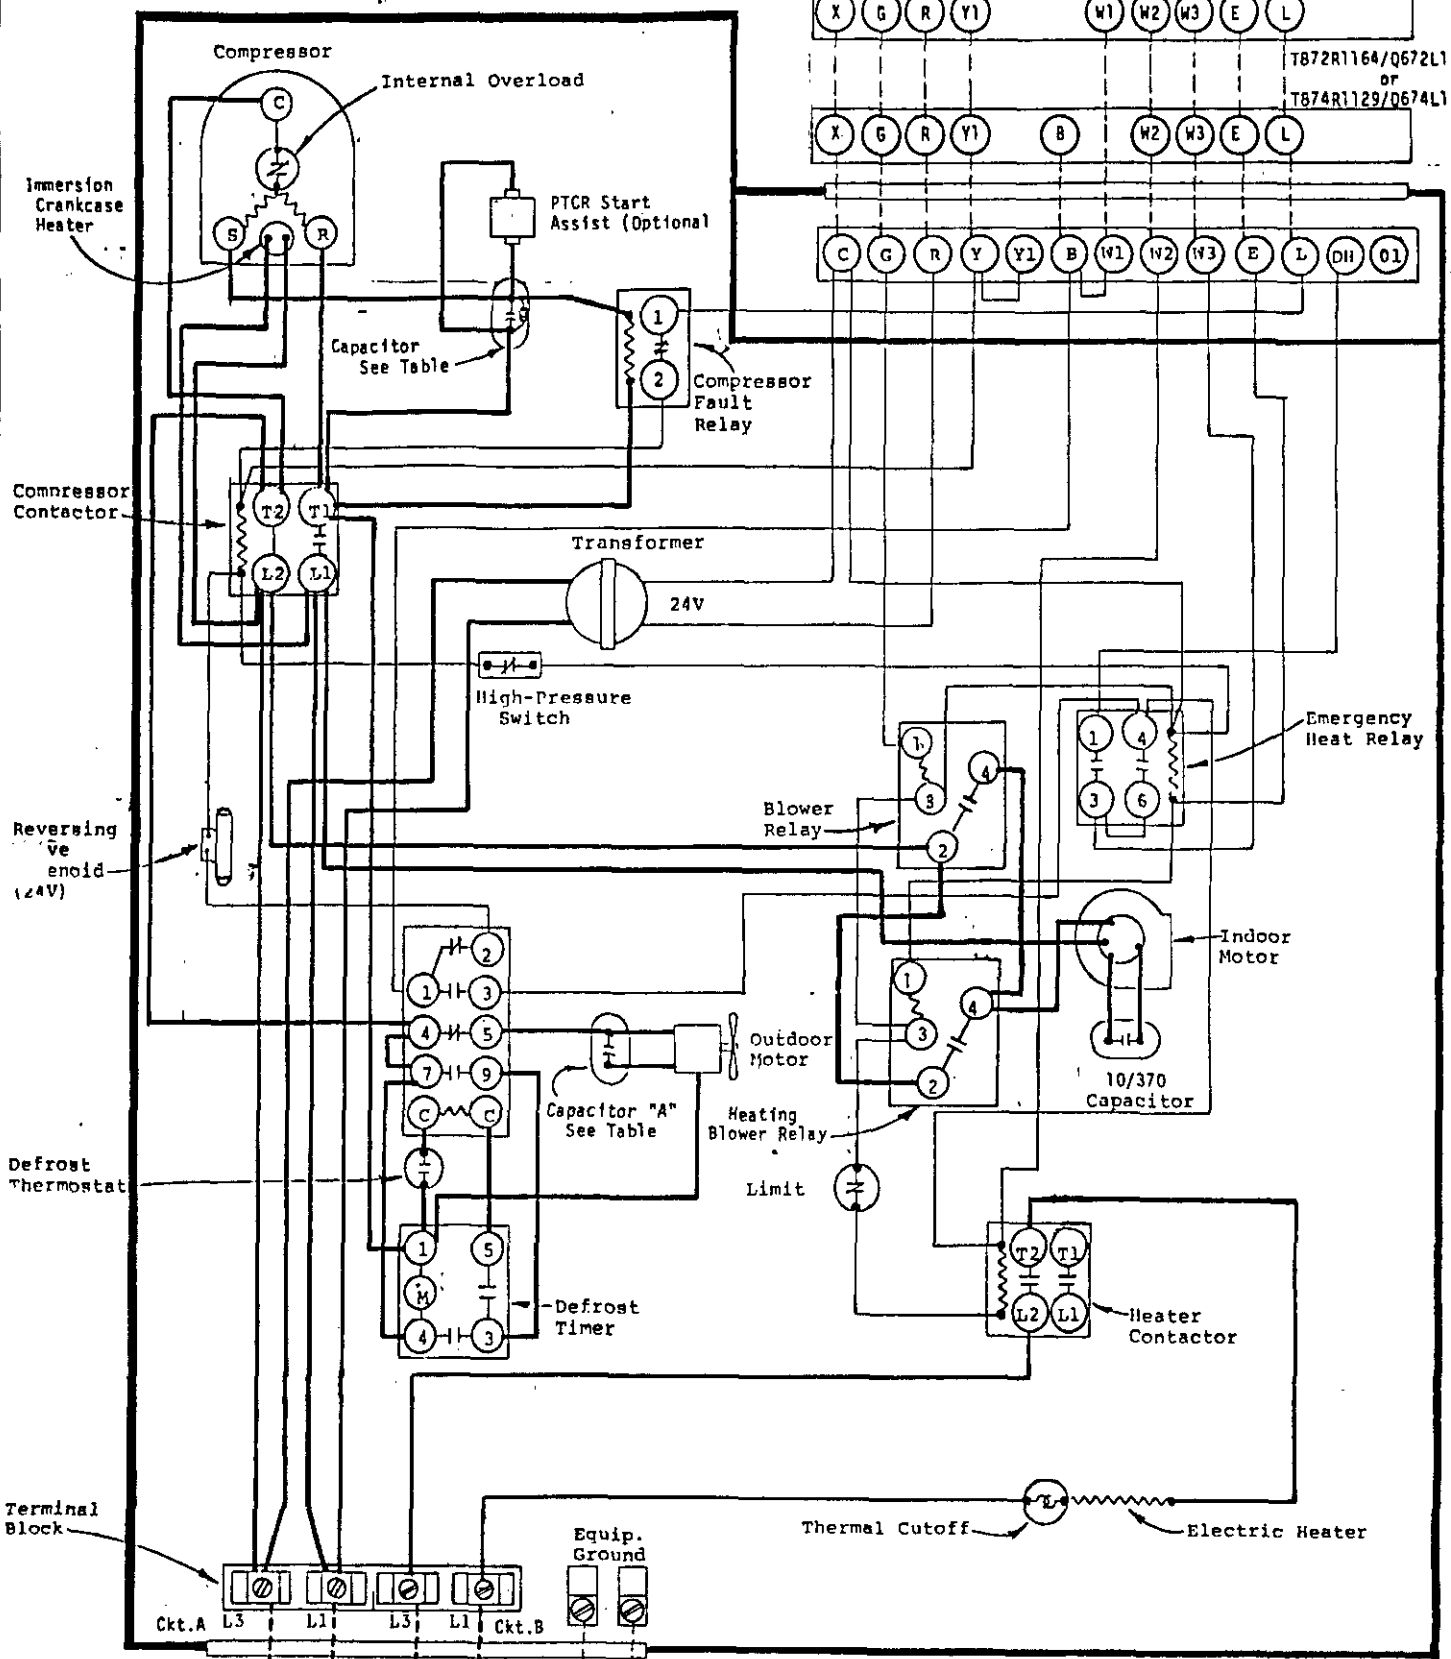 X G R Y1 W1 W2 W3 E L
T872R1164/Q672L1
or
T874R1129/Q674L1
X G R Y1 B W2 W3 E L
C G R Y Y1 B W1 W2 W3 E L DH O1
Compressor
Internal Overload
C
S R
Immersion
Crankcase
Heater
PTCR Start
Assist (Optional
Capacitor
See Table
1
2
Compressor
Fault
Relay
Compressor
Contactor
T2 T1
L2 L1
Transformer
24V
High-Pressure
Switch
Emergency
Heat Relay
1 4
3 6
Blower
Relay
1
4
3
2
Reversing
ve
enoid
(24V)
2
1 3
4 5
7 9
C C
Outdoor
Motor
Capacitor "A"
See Table
1
4
3
2
Heating
Blower Relay
Indoor
Motor
10/370
Capacitor
Defrost
Thermostat
Limit
1 5
M
4 3
Defrost
Timer
T2 T1
L2 L1
Heater
Contactor
Thermal Cutoff
Electric Heater
Terminal
Block
Equip.
Ground
Ckt.A L3 L1 L3 L1 Ckt.B